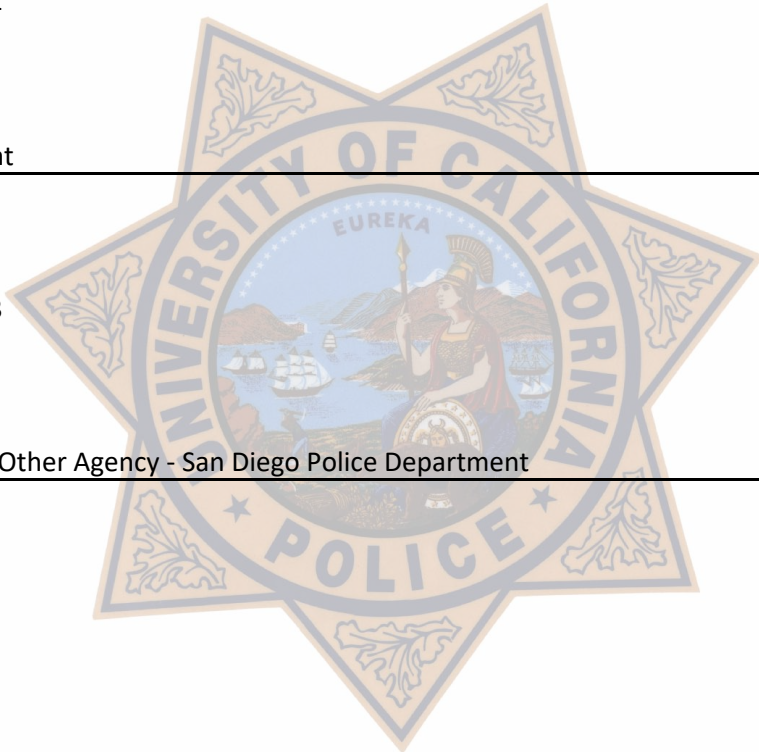 UNIVERSITY OF CALIFORNIA
EUREKA
Other Agency - San Diego Police Department
POLICE